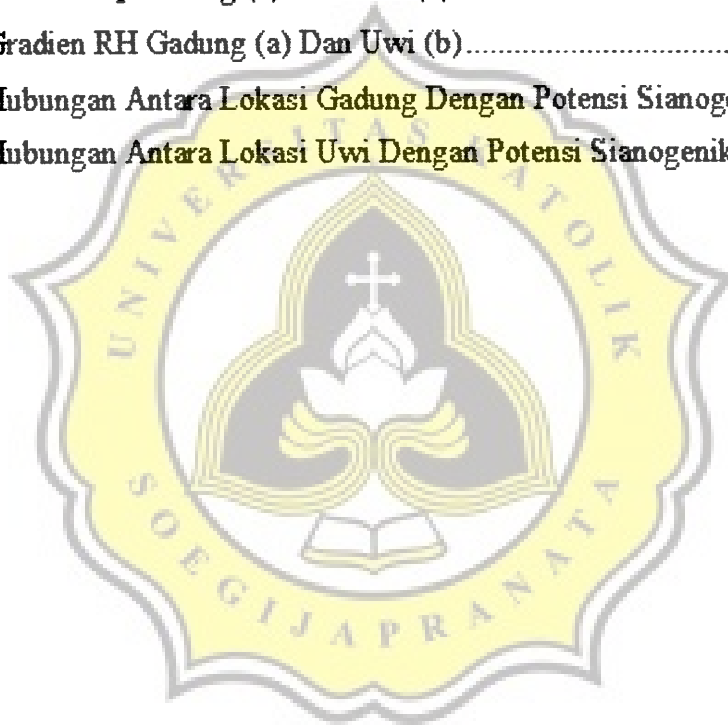 Gradien RH Gadung (a) Dan Uwi (b)....................................
Hubungan Antara Lokasi Gadung Dengan Potensi
Hubungan Antara Lokasi Uwi Dengan Potensi Sianogenik
UNIVERSITAS KATOLIK
SOEGIJAPRANATA